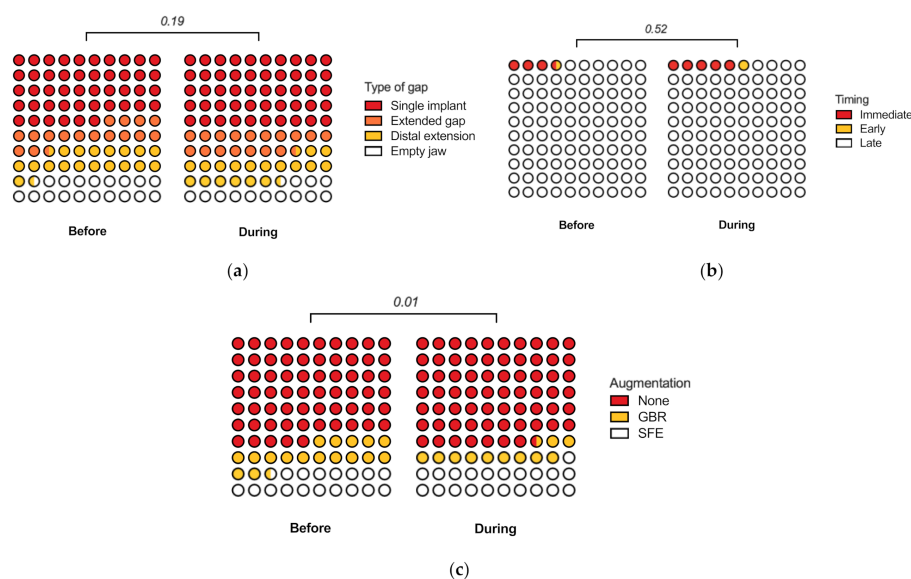 0.19
Type of gap
Single implant
Extended gap
Distal extension
Empty jaw
Before
During
(a)
0.52
Timing
Immediate
Early
Late
Before
During
(b)
0.01
Augmentation
None
GBR
SFE
Before
During
(c)